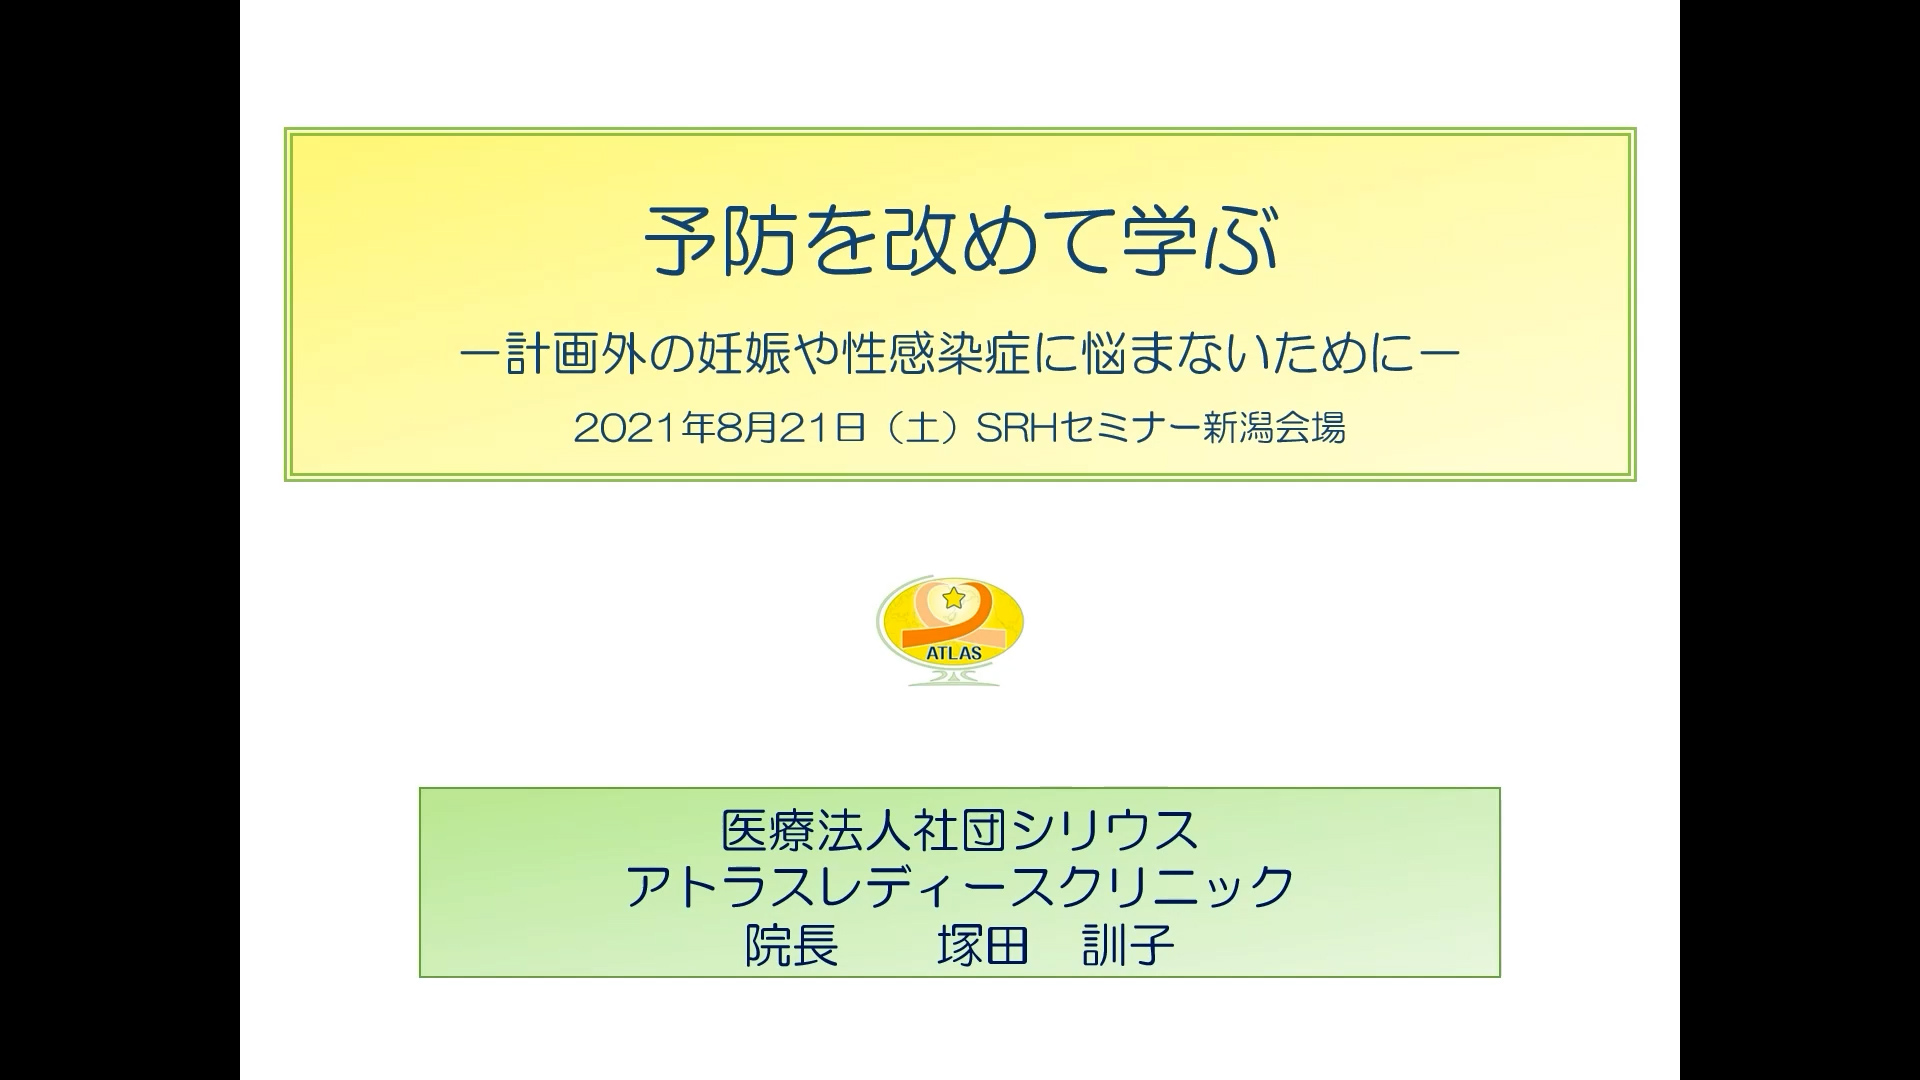 予防を改めて学ぶ
ー計画外の妊娠や性感染症に悩まないためにー
2021年8月21日（土）SRHセミナー新潟会場
ATLAS
医療法人社団シリウス
アトラスレディースクリニック
院長　　塚田　訓子